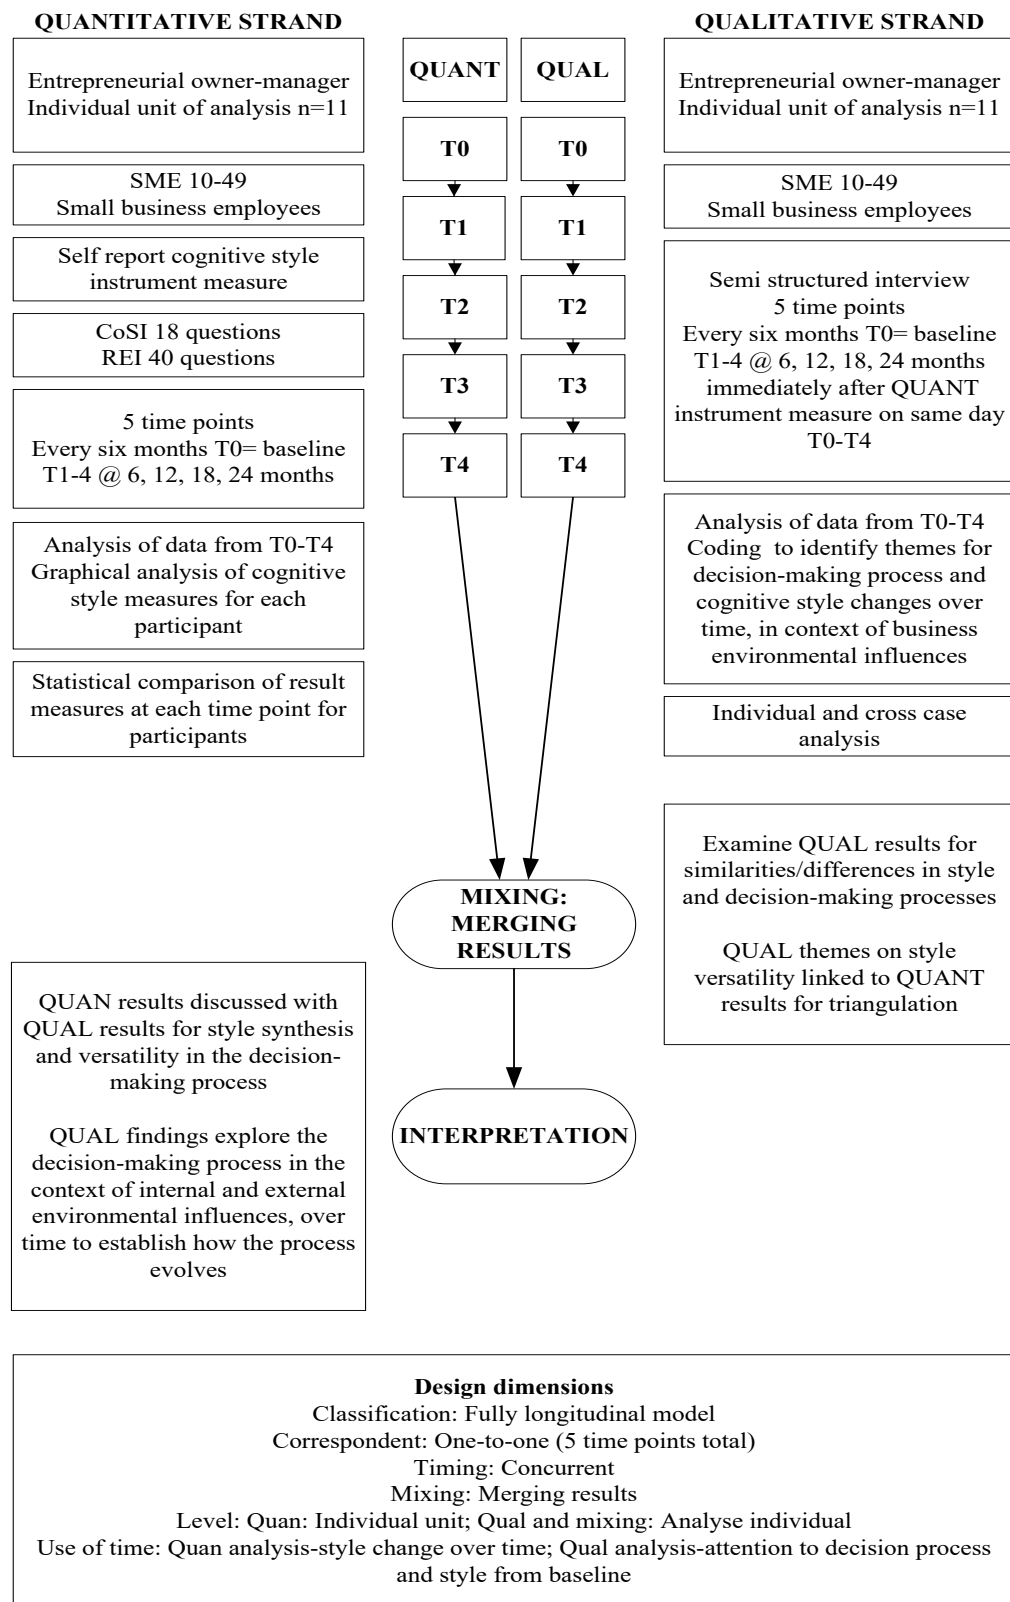 QUANTITATIVE STRAND
Entrepreneurial owner-manager
Individual unit of analysis n=11
SME 10-49
Small business employees
Self report cognitive style
instrument measure
CoSI 18 questions
REI 40 questions
5 time points
Every six months T0= baseline
T1-4 @ 6, 12, 18, 24 months
Analysis of data from T0-T4
Graphical analysis of cognitive
style measures for each
participant
Statistical comparison of result
measures at each time point for
participants
QUAN results discussed with
QUAL results for style synthesis
and versatility in the decision-
making process
QUAL findings explore the
decision-making process in the
context of internal and external
environmental influences, over
time to establish how the process
evolves
QUANT
T0
T1
T2
T3
T4
QUAL
T0
T1
T2
T3
T4
MIXING:
MERGING
RESULTS
INTERPRETATION
QUALITATIVE STRAND
Entrepreneurial owner-manager
Individual unit of analysis n=11
SME 10-49
Small business employees
Semi structured interview
5 time points
Every six months T0= baseline
T1-4 @ 6, 12, 18, 24 months
immediately after QUANT
instrument measure on same day
T0-T4
Analysis of data from T0-T4
Coding to identify themes for
decision-making process and
cognitive style changes over
time, in context of business
environmental influences
Individual and cross case
analysis
Examine QUAL results for
similarities/differences in style
and decision-making processes
QUAL themes on style
versatility linked to QUANT
results for triangulation
Design dimensions
Classification: Fully longitudinal model
Correspondent: One-to-one (5 time points total)
Timing: Concurrent
Mixing: Merging results
Level: Quan: Individual unit; Qual and mixing: Analyse individual
Use of time: Quan analysis-style change over time; Qual analysis-attention to decision process
and style from baseline